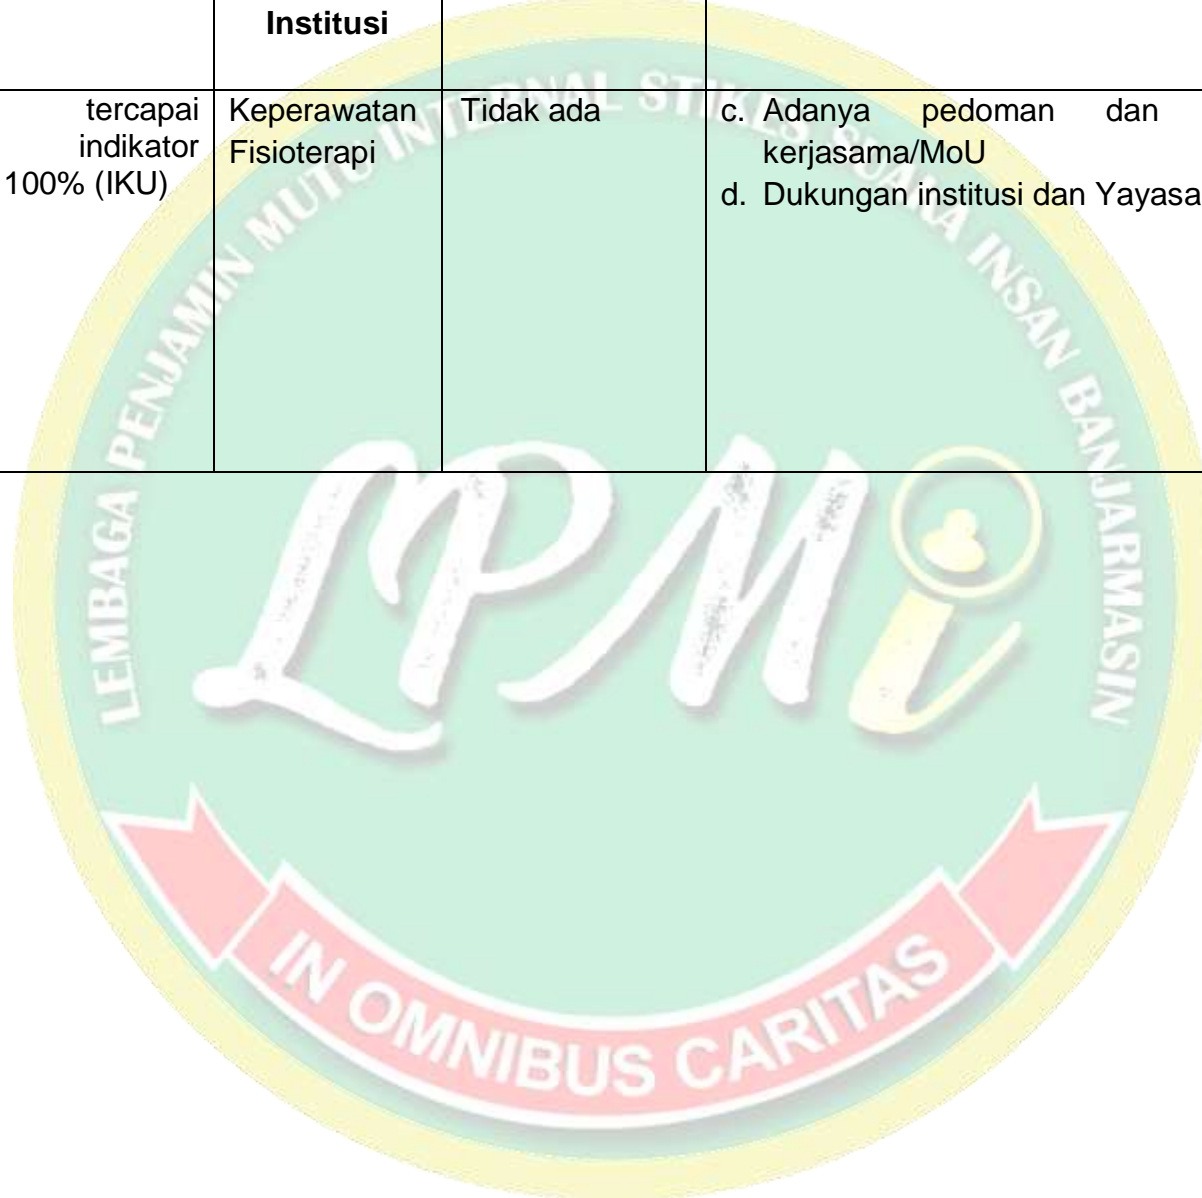 Institusi
tercapai
indikator
100% (IKU)
Keperawatan
Fisioterapi
Tidak ada
c. Adanya pedoman dan
kerjasama/MoU
d. Dukungan institusi dan Yayasa
LEMBAGA PENJAMIN MUTU INTERNAL STIKES SUAKA INSAN BANJARMASIN
LPMi
IN OMNIBUS CARITAS